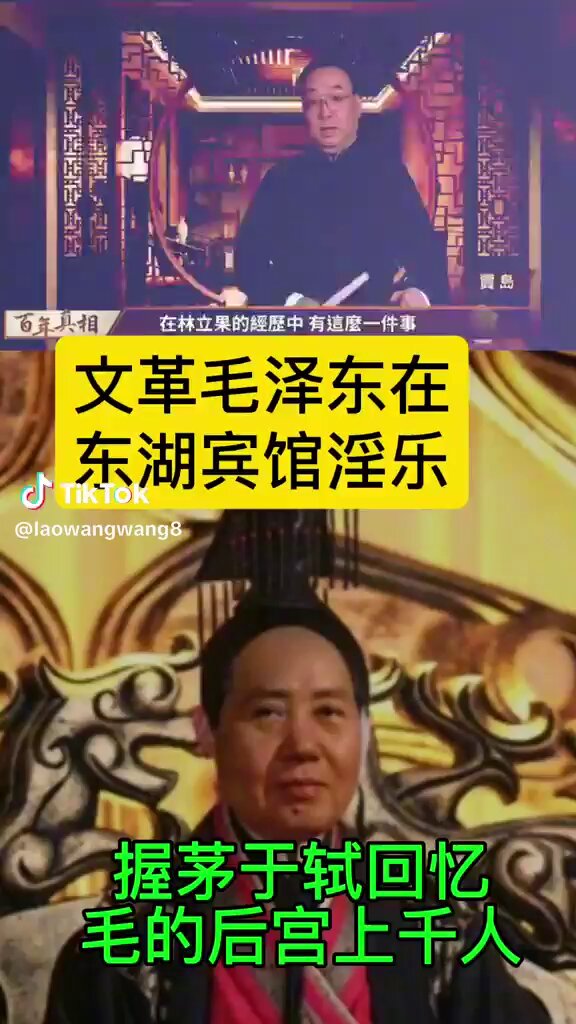 賈島
百年真相
在林立果的經歷中 有這麼一件事
文革毛泽东在
东湖宾馆淫乐
TikTok
@laowangwang8
握茅于轼回忆
毛的后宫上千人